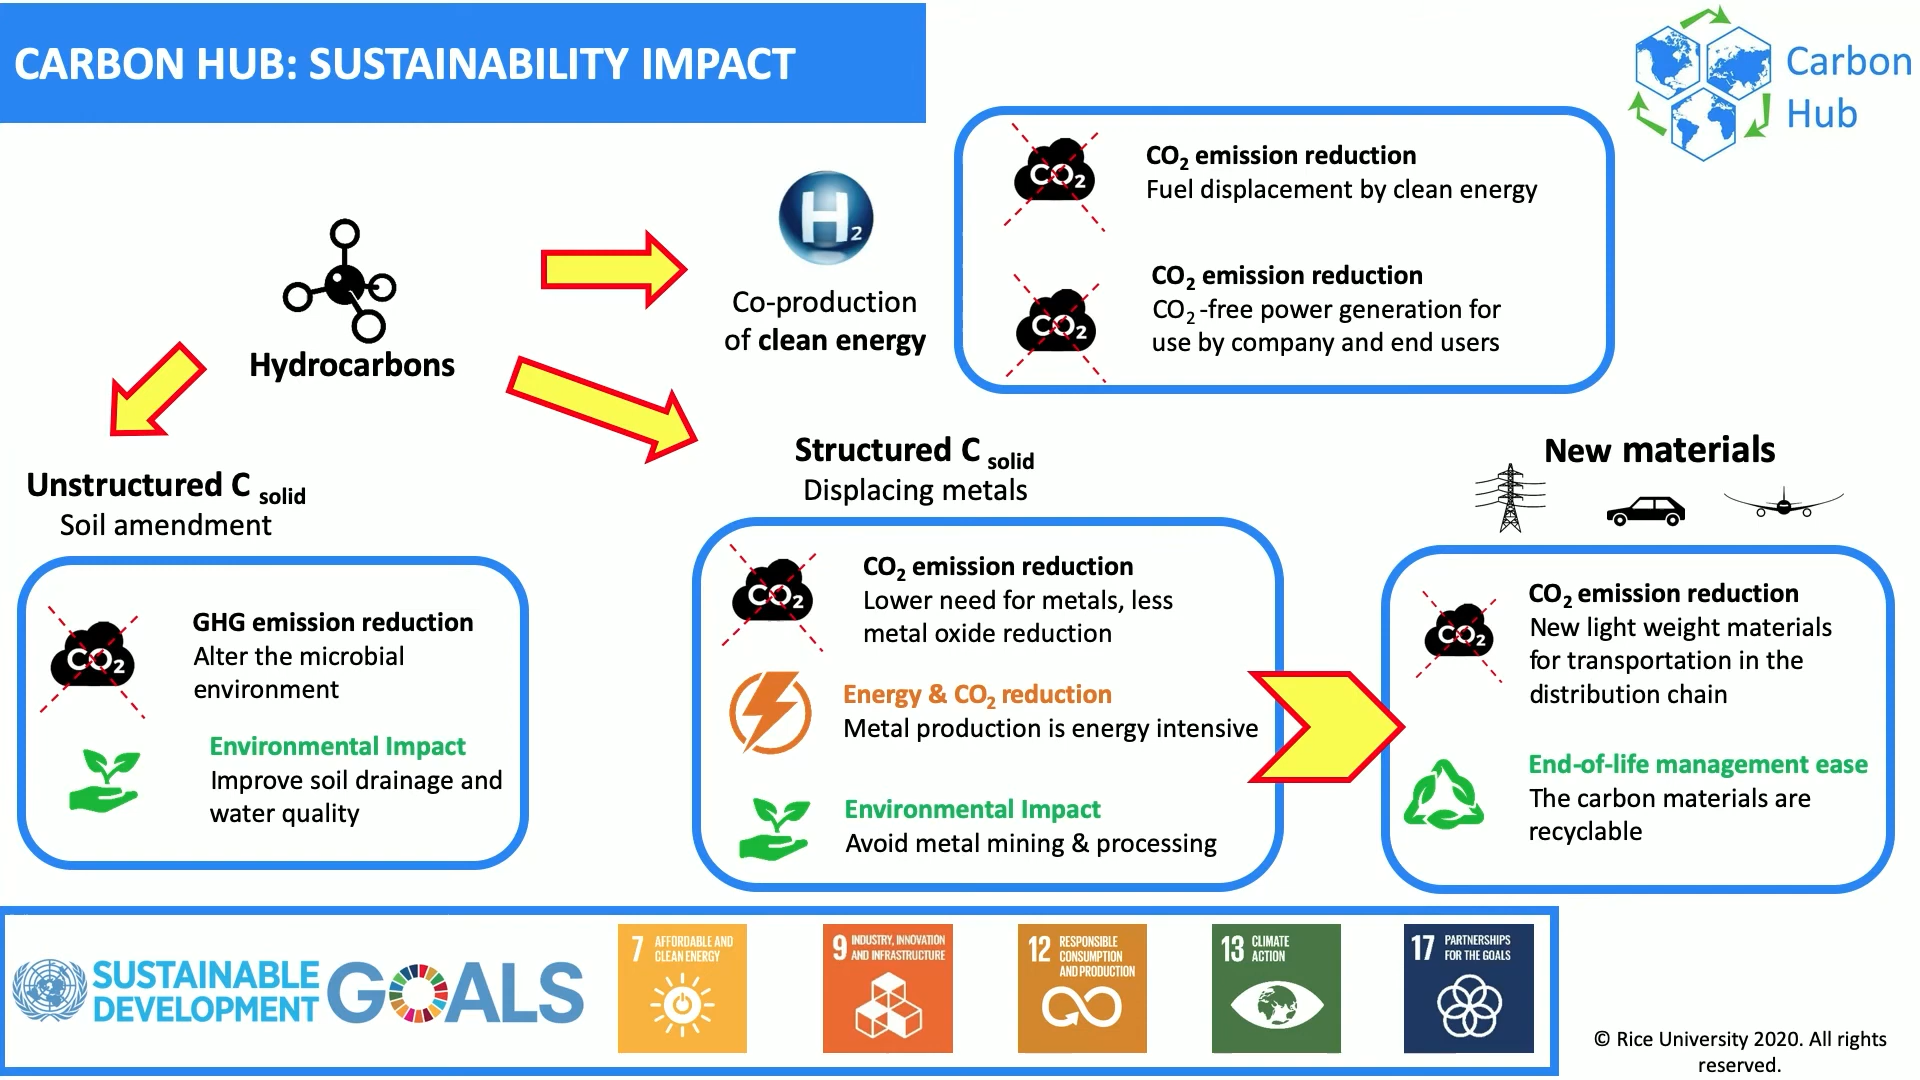 CARBON HUB: SUSTAINABILITY IMPACT
Carbon
Hub
CO2 emission reduction
Fuel displacement by clean energy
CO2 emission reduction
CO2-free power generation for
use by company and end users
CO2
CO2
H2
Co-production
of clean energy
Hydrocarbons
Unstructured C solid
Soil amendment
CO2
GHG emission reduction
Alter the microbial
environment
Environmental Impact
Improve soil drainage and
water quality
Structured C solid
Displacing metals
CO2
CO2 emission reduction
Lower need for metals, less
metal oxide reduction
Energy & CO2 reduction
Metal production is energy intensive
Environmental Impact
Avoid metal mining & processing
New materials
CO2
CO2 emission reduction
New light weight materials
for transportation in the
distribution chain
End-of-life management ease
The carbon materials are
recyclable
SUSTAINABLE
DEVELOPMENT
GOALS
7 AFFORDABLE AND
CLEAN ENERGY
9 INDUSTRY, INNOVATION
AND INFRASTRUCTURE
12 RESPONSIBLE
CONSUMPTION
AND PRODUCTION
13 CLIMATE
ACTION
17 PARTNERSHIPS
FOR THE GOALS
© Rice University 2020. All rights
reserved.